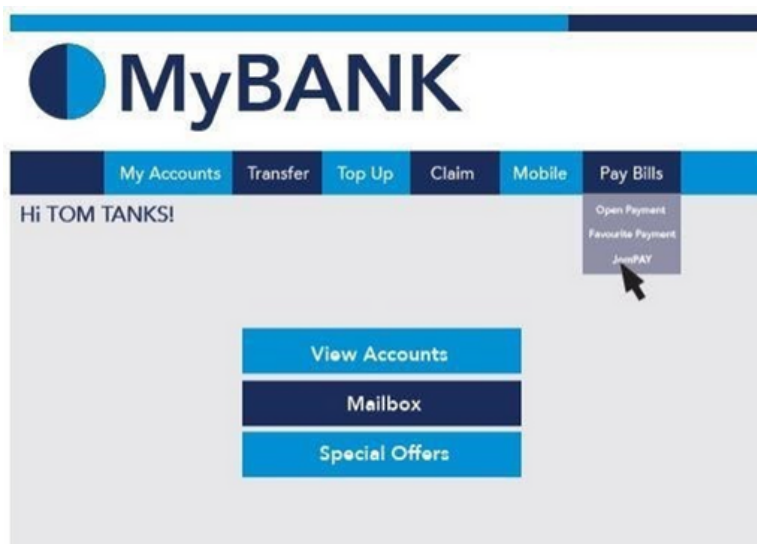 MyBANK
My Accounts Transfer Top Up Claim Mobile Pay Bills
Hi TOM TANKS!
Open Payment
Favourite Payment
JomPAY
View Accounts
Mailbox
Special Offers